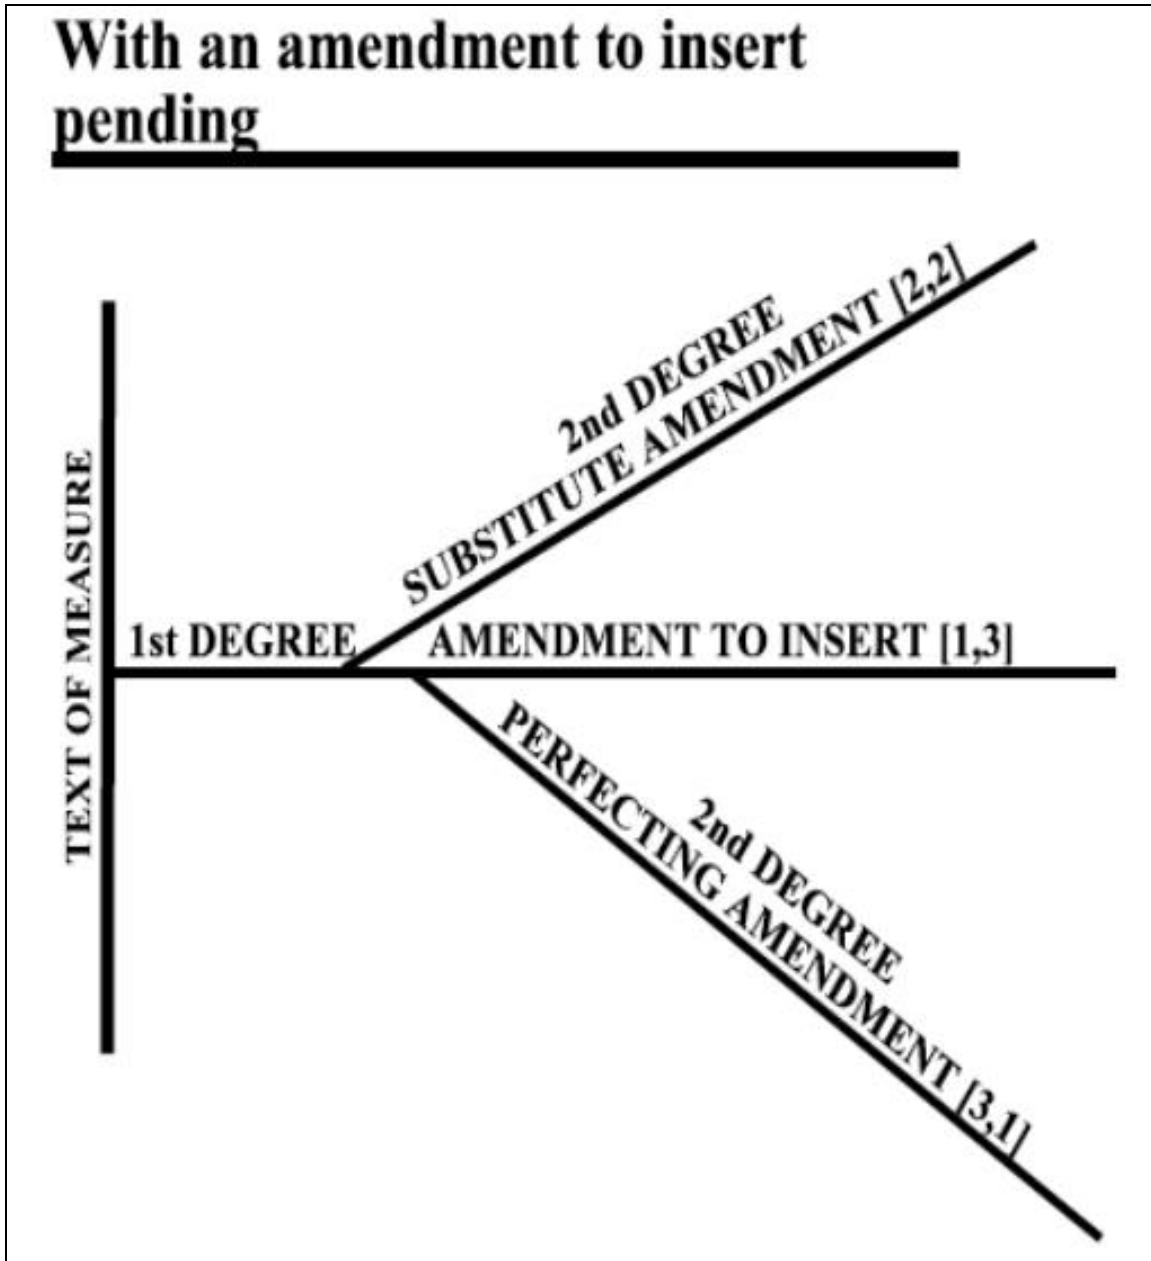 With an amendment to insert
pending
2nd DEGREE
SUBSTITUTE AMENDMENT [2,2]
TEXT OF MEASURE
1st DEGREE AMENDMENT TO INSERT [1,3]
2nd DEGREE
PERFECTING AMENDMENT [3,1]